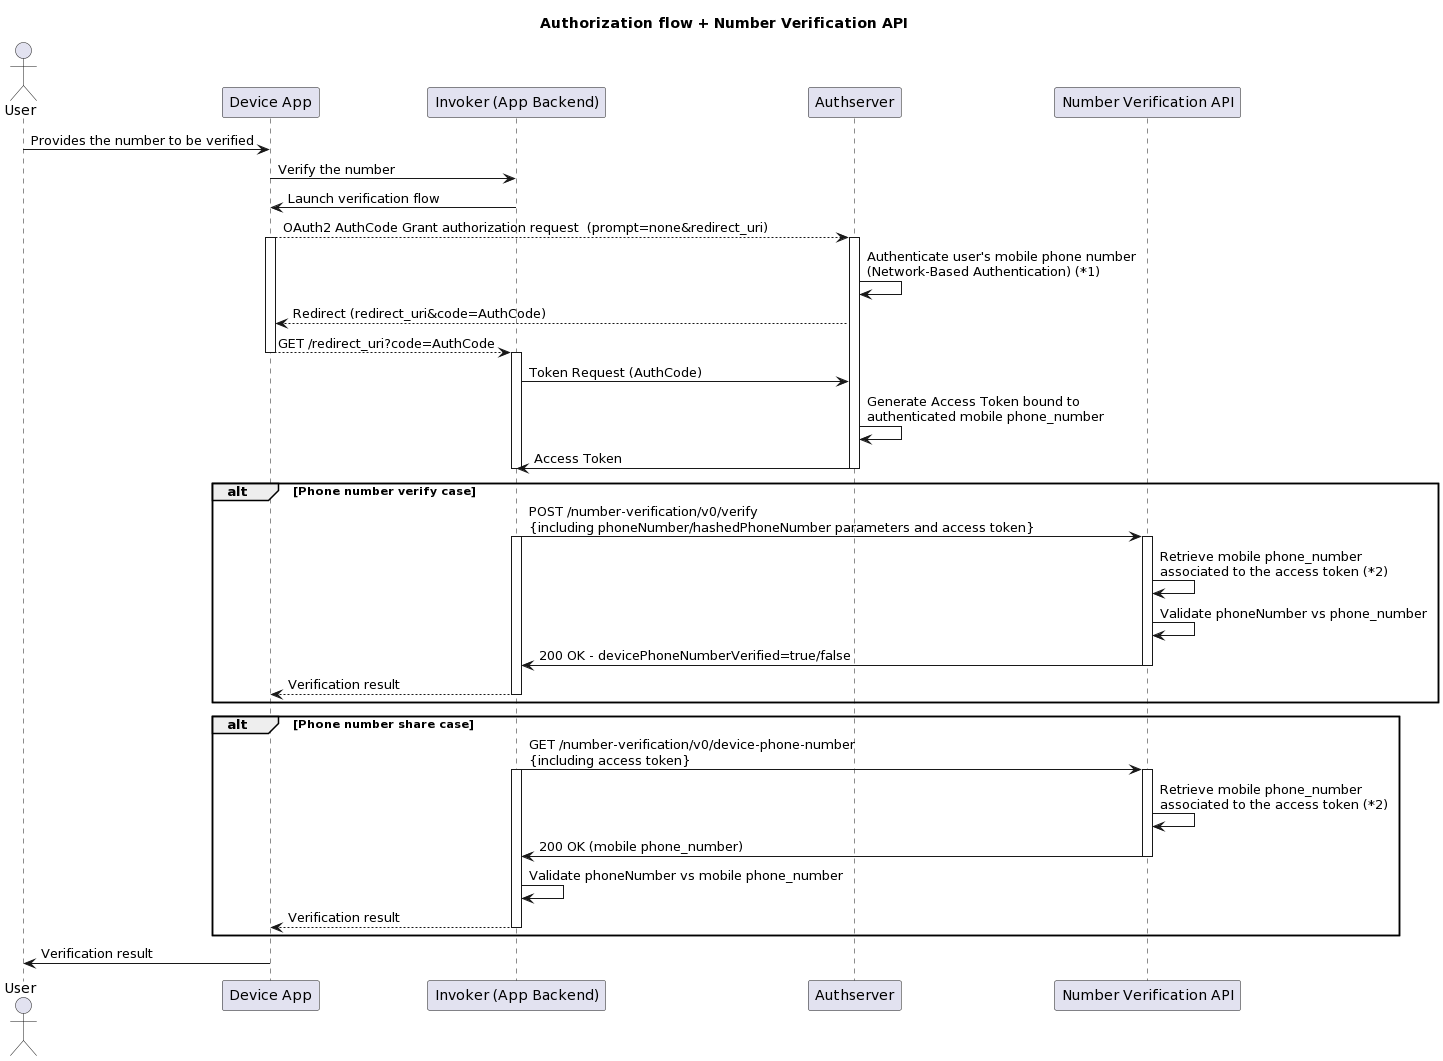 Authorization flow + Number Verification API
User
Device App
Invoker (App Backend)
Authserver
Number Verification API
Provides the number to be verified
Verify the number
Launch verification flow
OAuth2 AuthCode Grant authorization request  (prompt=none&redirect_uri)
Authenticate user's mobile phone number
(Network-Based Authentication) (*1)
Redirect (redirect_uri&code=AuthCode)
GET /redirect_uri?code=AuthCode
Token Request (AuthCode)
Generate Access Token bound to
authenticated mobile phone_number
Access Token
alt
[Phone number verify case]
POST /number-verification/v0/verify
{including phoneNumber/hashedPhoneNumber parameters and access token}
Retrieve mobile phone_number
associated to the access token (*2)
Validate phoneNumber vs phone_number
200 OK - devicePhoneNumberVerified=true/false
Verification result
alt
[Phone number share case]
GET /number-verification/v0/device-phone-number
{including access token}
Retrieve mobile phone_number
associated to the access token (*2)
200 OK (mobile phone_number)
Validate phoneNumber vs mobile phone_number
Verification result
Verification result
User
Device App
Invoker (App Backend)
Authserver
Number Verification API